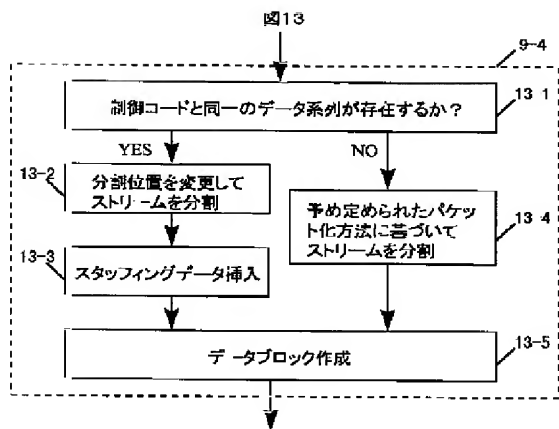 図13
9-4
制御コードと同一のデータ系列が存在するか?
13-1
YES
NO
13-2
分割位置を変更して
ストリームを分割
予め定められたパケッ
ト化方法に基づいて
ストリームを分割
13-4
13-3
スタッフィングデータ挿入
データブロック作成
13-5